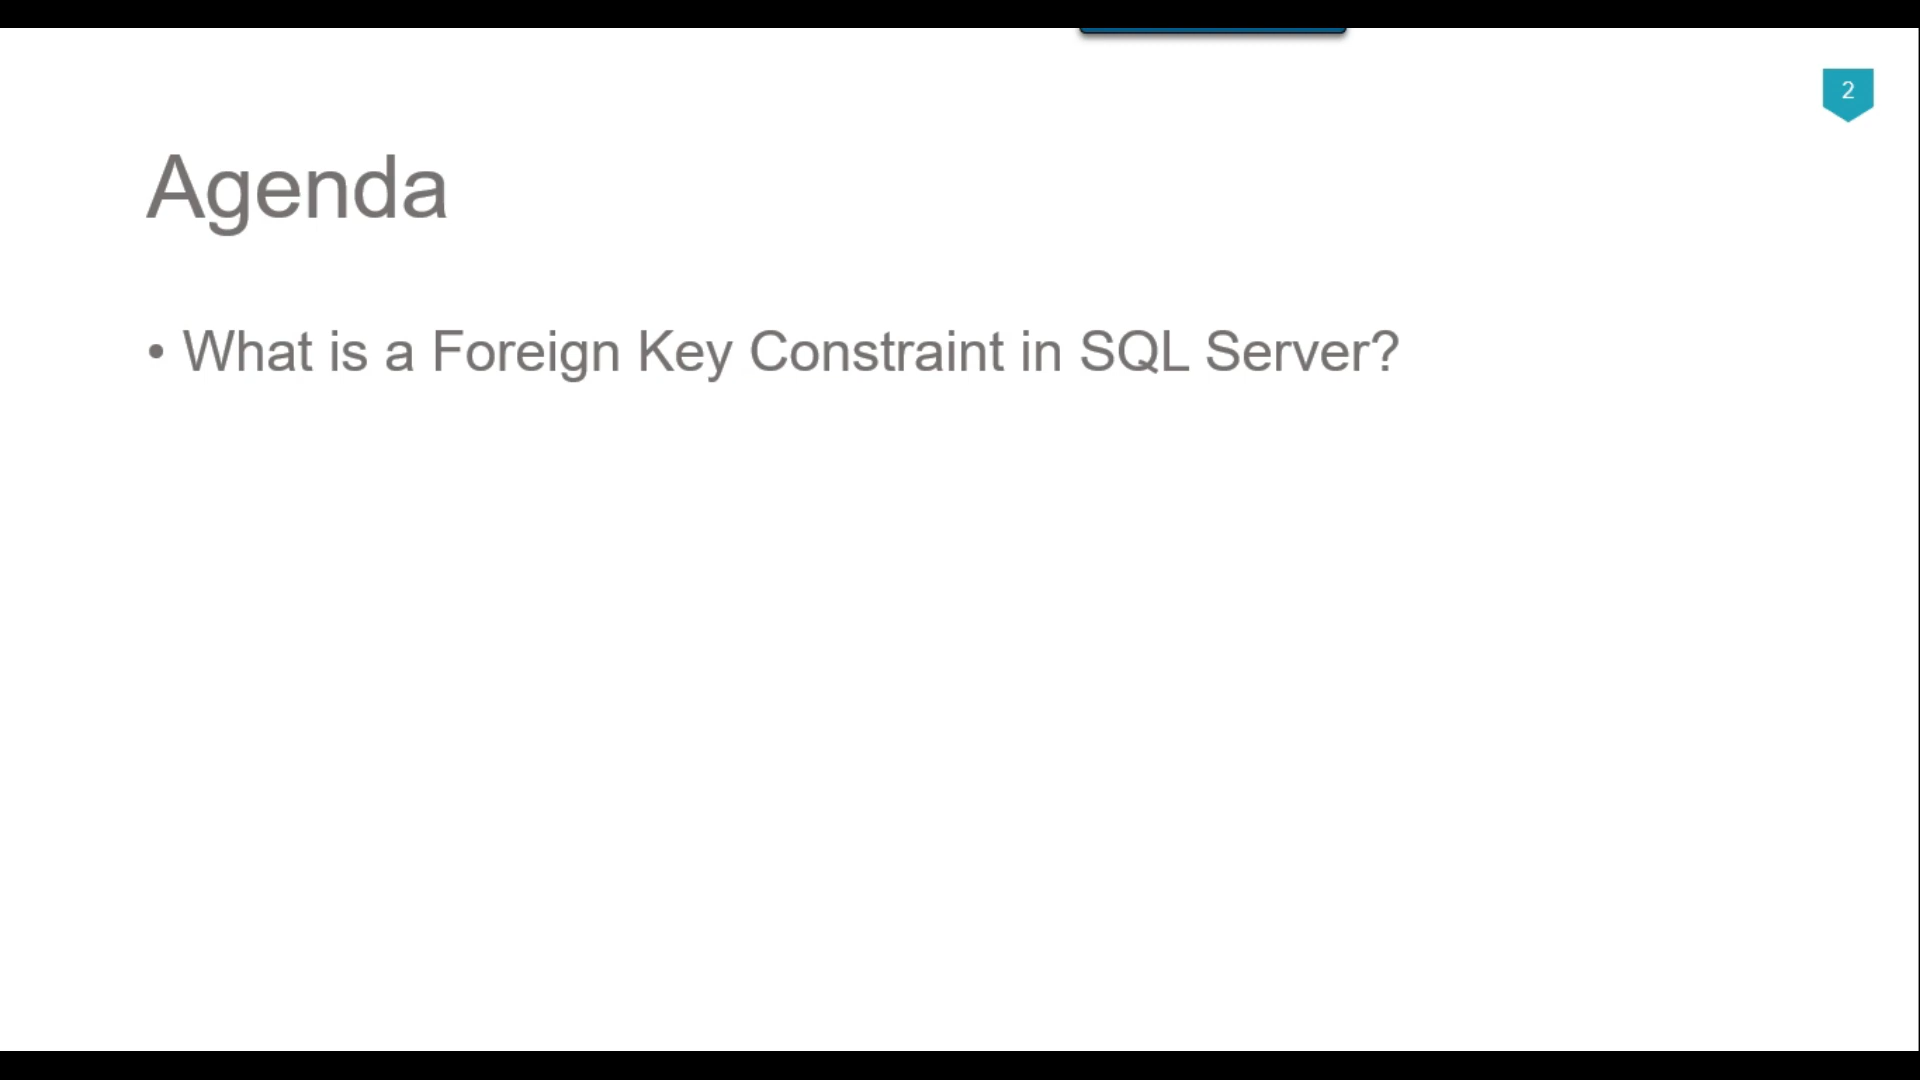 2
Agenda
• What is a Foreign Key Constraint in SQL Server?